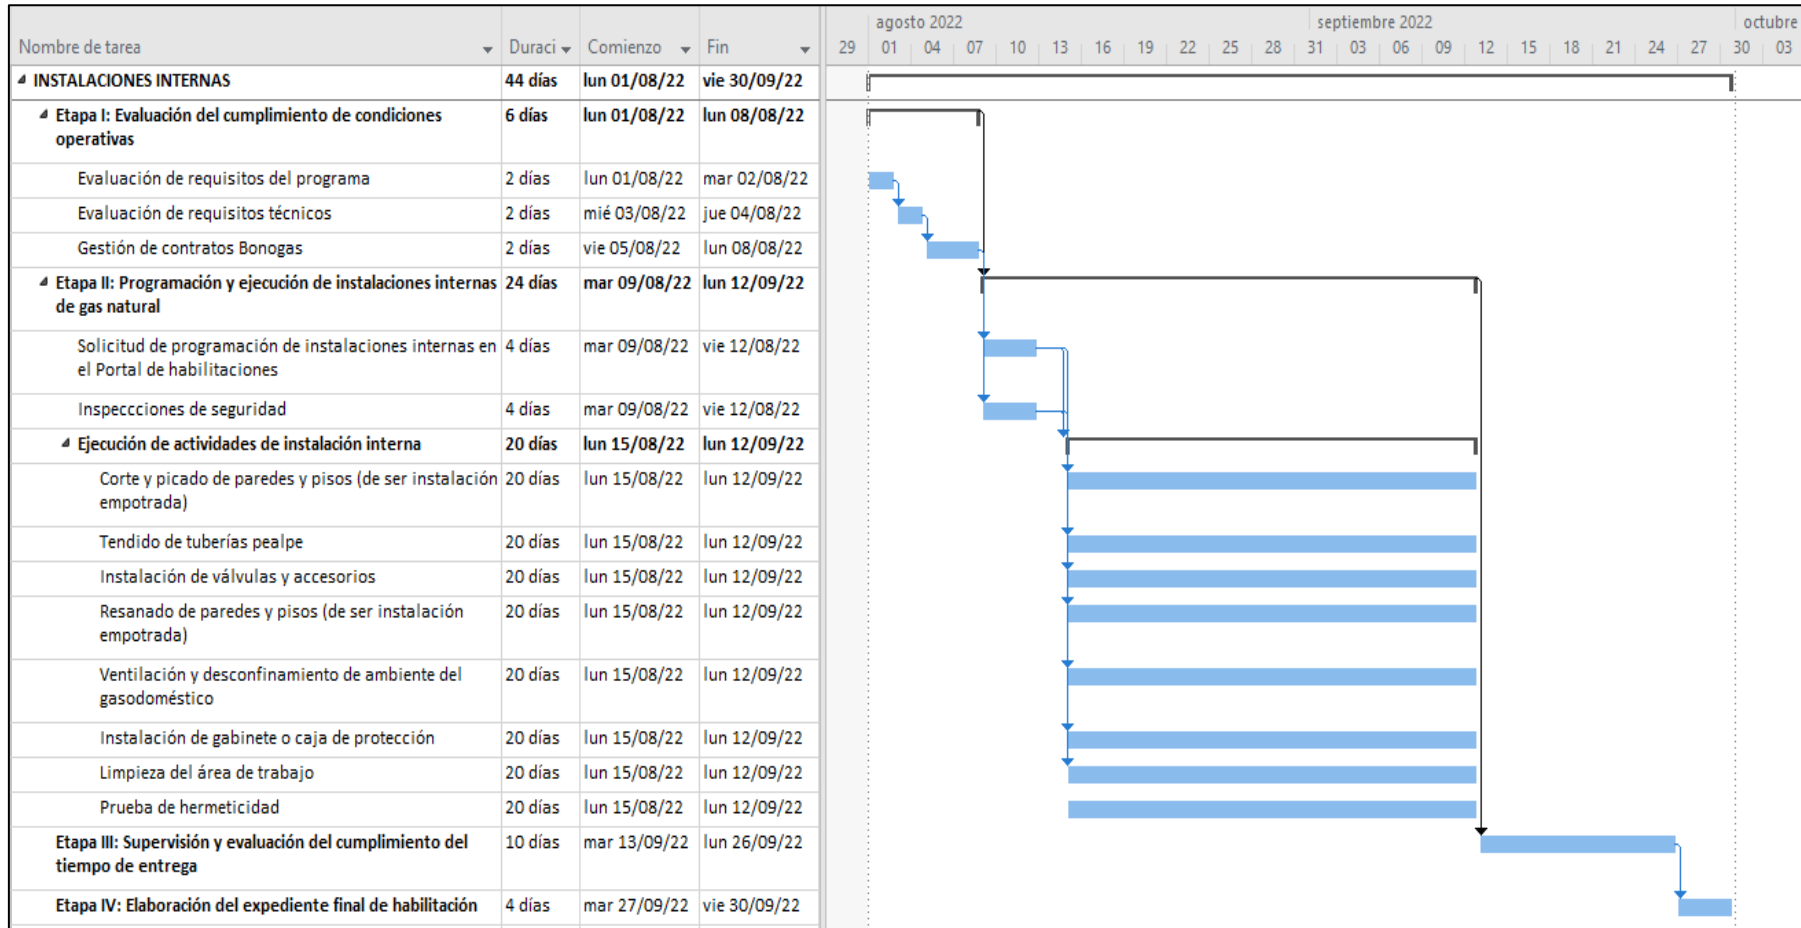 agosto 2022 septiembre 2022 octubre
Nombre de tarea Duraci Comienzo Fin 29 01 04 07 10 13 16 19 22 25 28 31 03 06 09 12 15 18 21 24 27 30 03
INSTALACIONES INTERNAS 44 días lun 01/08/22 vie 30/09/22
Etapa I: Evaluación del cumplimiento de condiciones 6 días lun 01/08/22 lun 08/08/22
operativas
Evaluación de requisitos del programa 2 días lun 01/08/22 mar 02/08/22
Evaluación de requisitos técnicos 2 días mié 03/08/22 jue 04/08/22
Gestión de contratos Bonogas 2 días vie 05/08/22 lun 08/08/22
Etapa II: Programación y ejecución de instalaciones internas 24 días mar 09/08/22 lun 12/09/22
de gas natural
Solicitud de programación de instalaciones internas en 4 días mar 09/08/22 vie 12/08/22
el Portal de habilitaciones
Inspeccciones de seguridad 4 días mar 09/08/22 vie 12/08/22
Ejecución de actividades de instalación interna 20 días lun 15/08/22 lun 12/09/22
Corte y picado de paredes y pisos (de ser instalación 20 días lun 15/08/22 lun 12/09/22
empotrada)
Tendido de tuberías pealpe 20 días lun 15/08/22 lun 12/09/22
Instalación de válvulas y accesorios 20 días lun 15/08/22 lun 12/09/22
Resanado de paredes y pisos (de ser instalación 20 días lun 15/08/22 lun 12/09/22
empotrada)
Ventilación y desconfinamiento de ambiente del 20 días lun 15/08/22 lun 12/09/22
gasodoméstico
Instalación de gabinete o caja de protección 20 días lun 15/08/22 lun 12/09/22
Limpieza del área de trabajo 20 días lun 15/08/22 lun 12/09/22
Prueba de hermeticidad 20 días lun 15/08/22 lun 12/09/22
Etapa III: Supervisión y evaluación del cumplimiento del 10 días mar 13/09/22 lun 26/09/22
tiempo de entrega
Etapa IV: Elaboración del expediente final de habilitación 4 días mar 27/09/22 vie 30/09/22